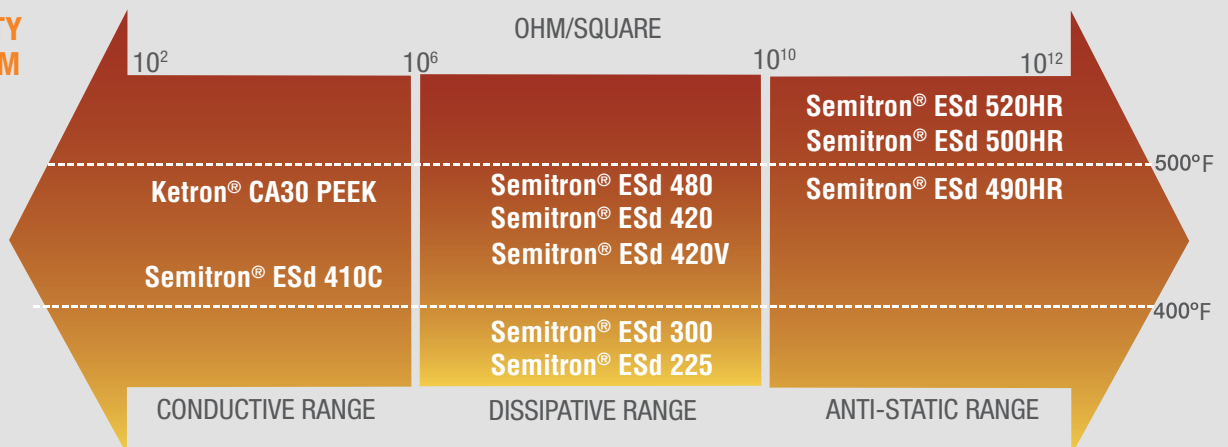 TY
M
OHM/SQUARE
10² 10⁶ 10¹⁰ 10¹²
Semitron® ESd 520HR
Semitron® ESd 500HR
500ºF
Ketron® CA30 PEEK
Semitron® ESd 480
Semitron® ESd 490HR
Semitron® ESd 420
Semitron® ESd 420V
Semitron® ESd 410C
400ºF
Semitron® ESd 300
Semitron® ESd 225
CONDUCTIVE RANGE
DISSIPATIVE RANGE
ANTI-STATIC RANGE